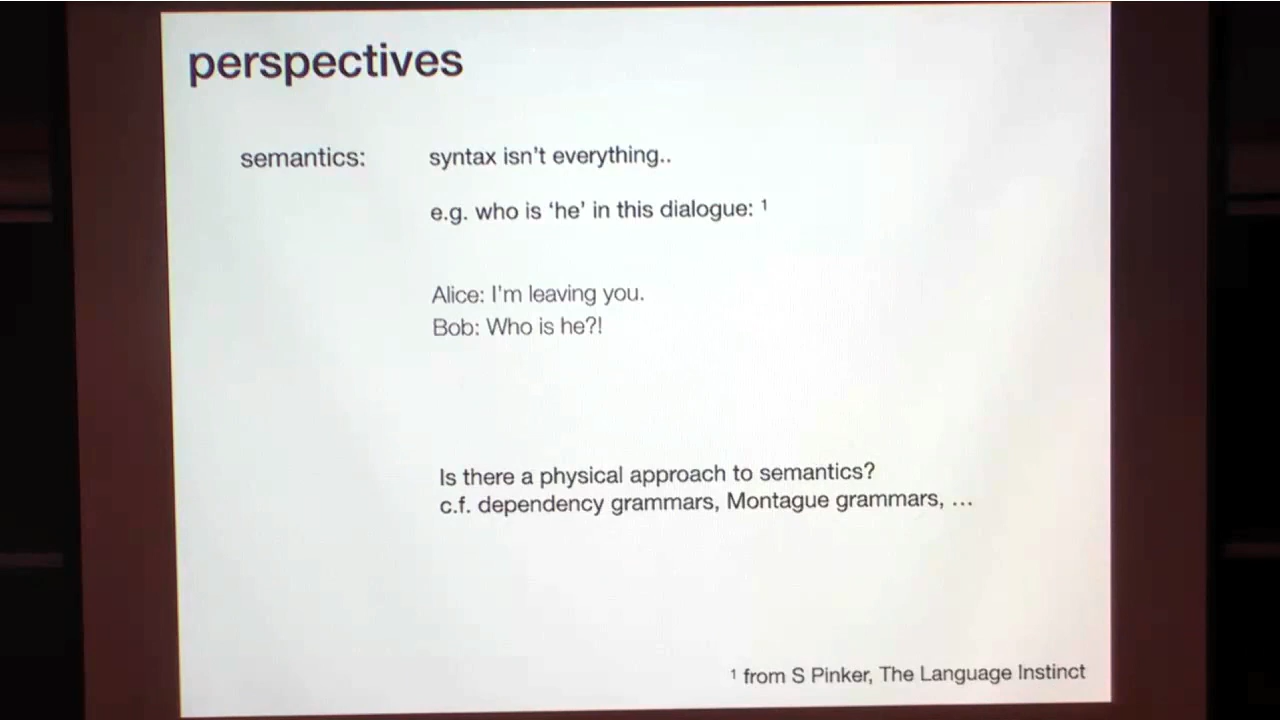 perspectives
semantics: syntax isn't everything..
e.g. who is 'he' in this dialogue: ¹
Alice: I'm leaving you.
Bob: Who is he?!
Is there a physical approach to semantics?
c.f. dependency grammars, Montague grammars, ...
¹ from S Pinker, The Language Instinct